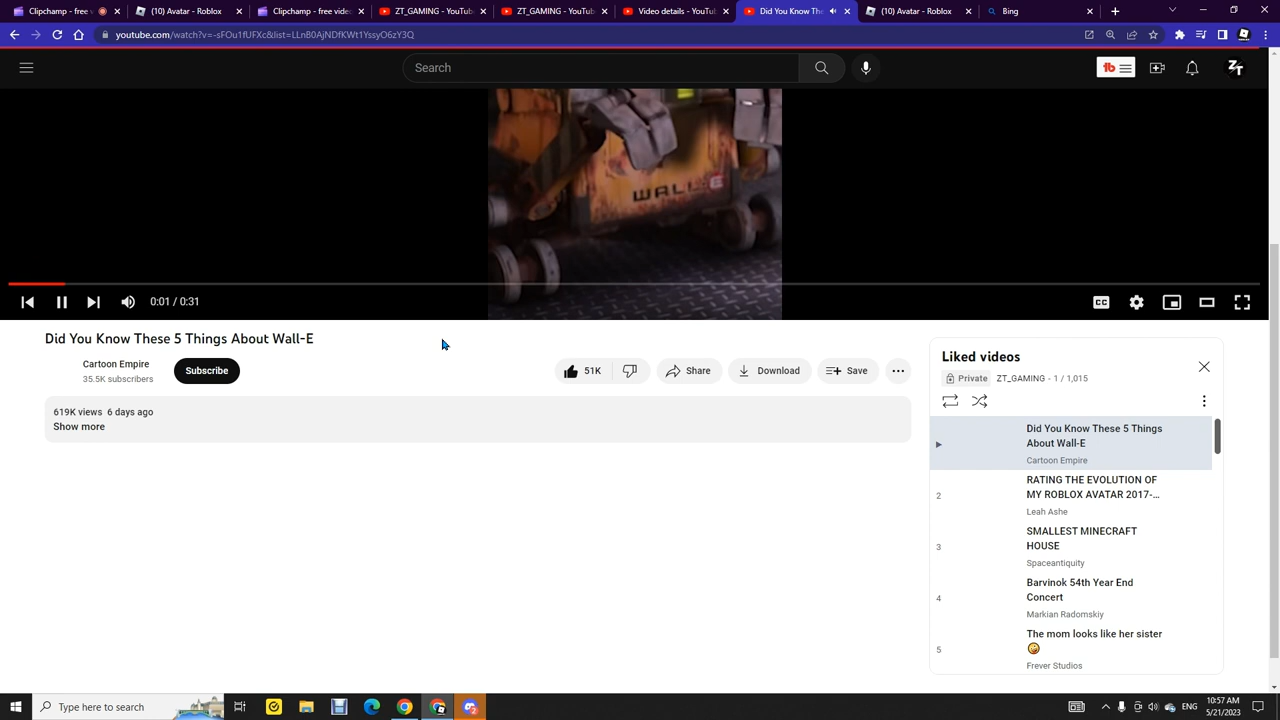 Clipchamp - free v
(10) Avatar - Roblox
Clipchamp - free video
ZT_GAMING - YouTub
ZT_GAMING - YouTub
Video details - YouTu
Did You Know The
(10) Avatar - Roblox
Bing
youtube.com/watch?v=-sFOu1fUFXc&list=LLn80AjNDfKWt1YssyO6zY3Q
Search
tb
ZT
WALL•E
0:01 / 0:31
CC
Did You Know These 5 Things About Wall-E
Cartoon Empire
35.5K subscribers
Subscribe
51K
Share
Download
Save
619K views 6 days ago
Show more
Liked videos
Private ZT_GAMING - 1 / 1,015
Did You Know These 5 Things
About Wall-E
Cartoon Empire
2
RATING THE EVOLUTION OF
MY ROBLOX AVATAR 2017-...
Leah Ashe
3
SMALLEST MINECRAFT
HOUSE
Spaceantiquity
4
Barvinok 54th Year End
Concert
Markian Radomskiy
5
The mom looks like her sister
🤪
Frever Studios
Type here to search
ENG
10:57 AM
5/21/2023